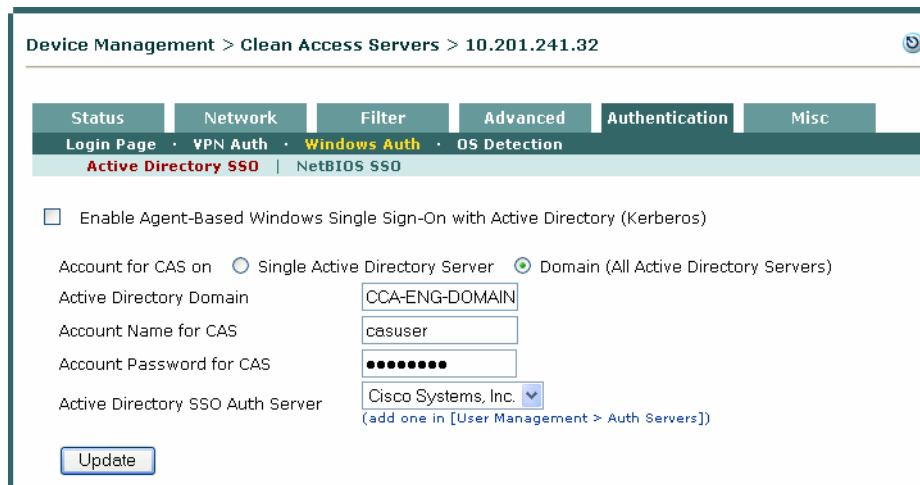 Device Management > Clean Access Servers > 10.201.241.32
Status Network Filter Advanced Authentication Misc
Login Page · VPN Auth · Windows Auth · OS Detection
Active Directory SSO | NetBIOS SSO
Enable Agent-Based Windows Single Sign-On with Active Directory (Kerberos)
Account for CAS on Single Active Directory Server Domain (All Active Directory Servers)
Active Directory Domain CCA-ENG-DOMAIN
Account Name for CAS casuser
Account Password for CAS ●●●●●●●●
Active Directory SSO Auth Server Cisco Systems, Inc.
(add one in [User Management > Auth Servers])
Update